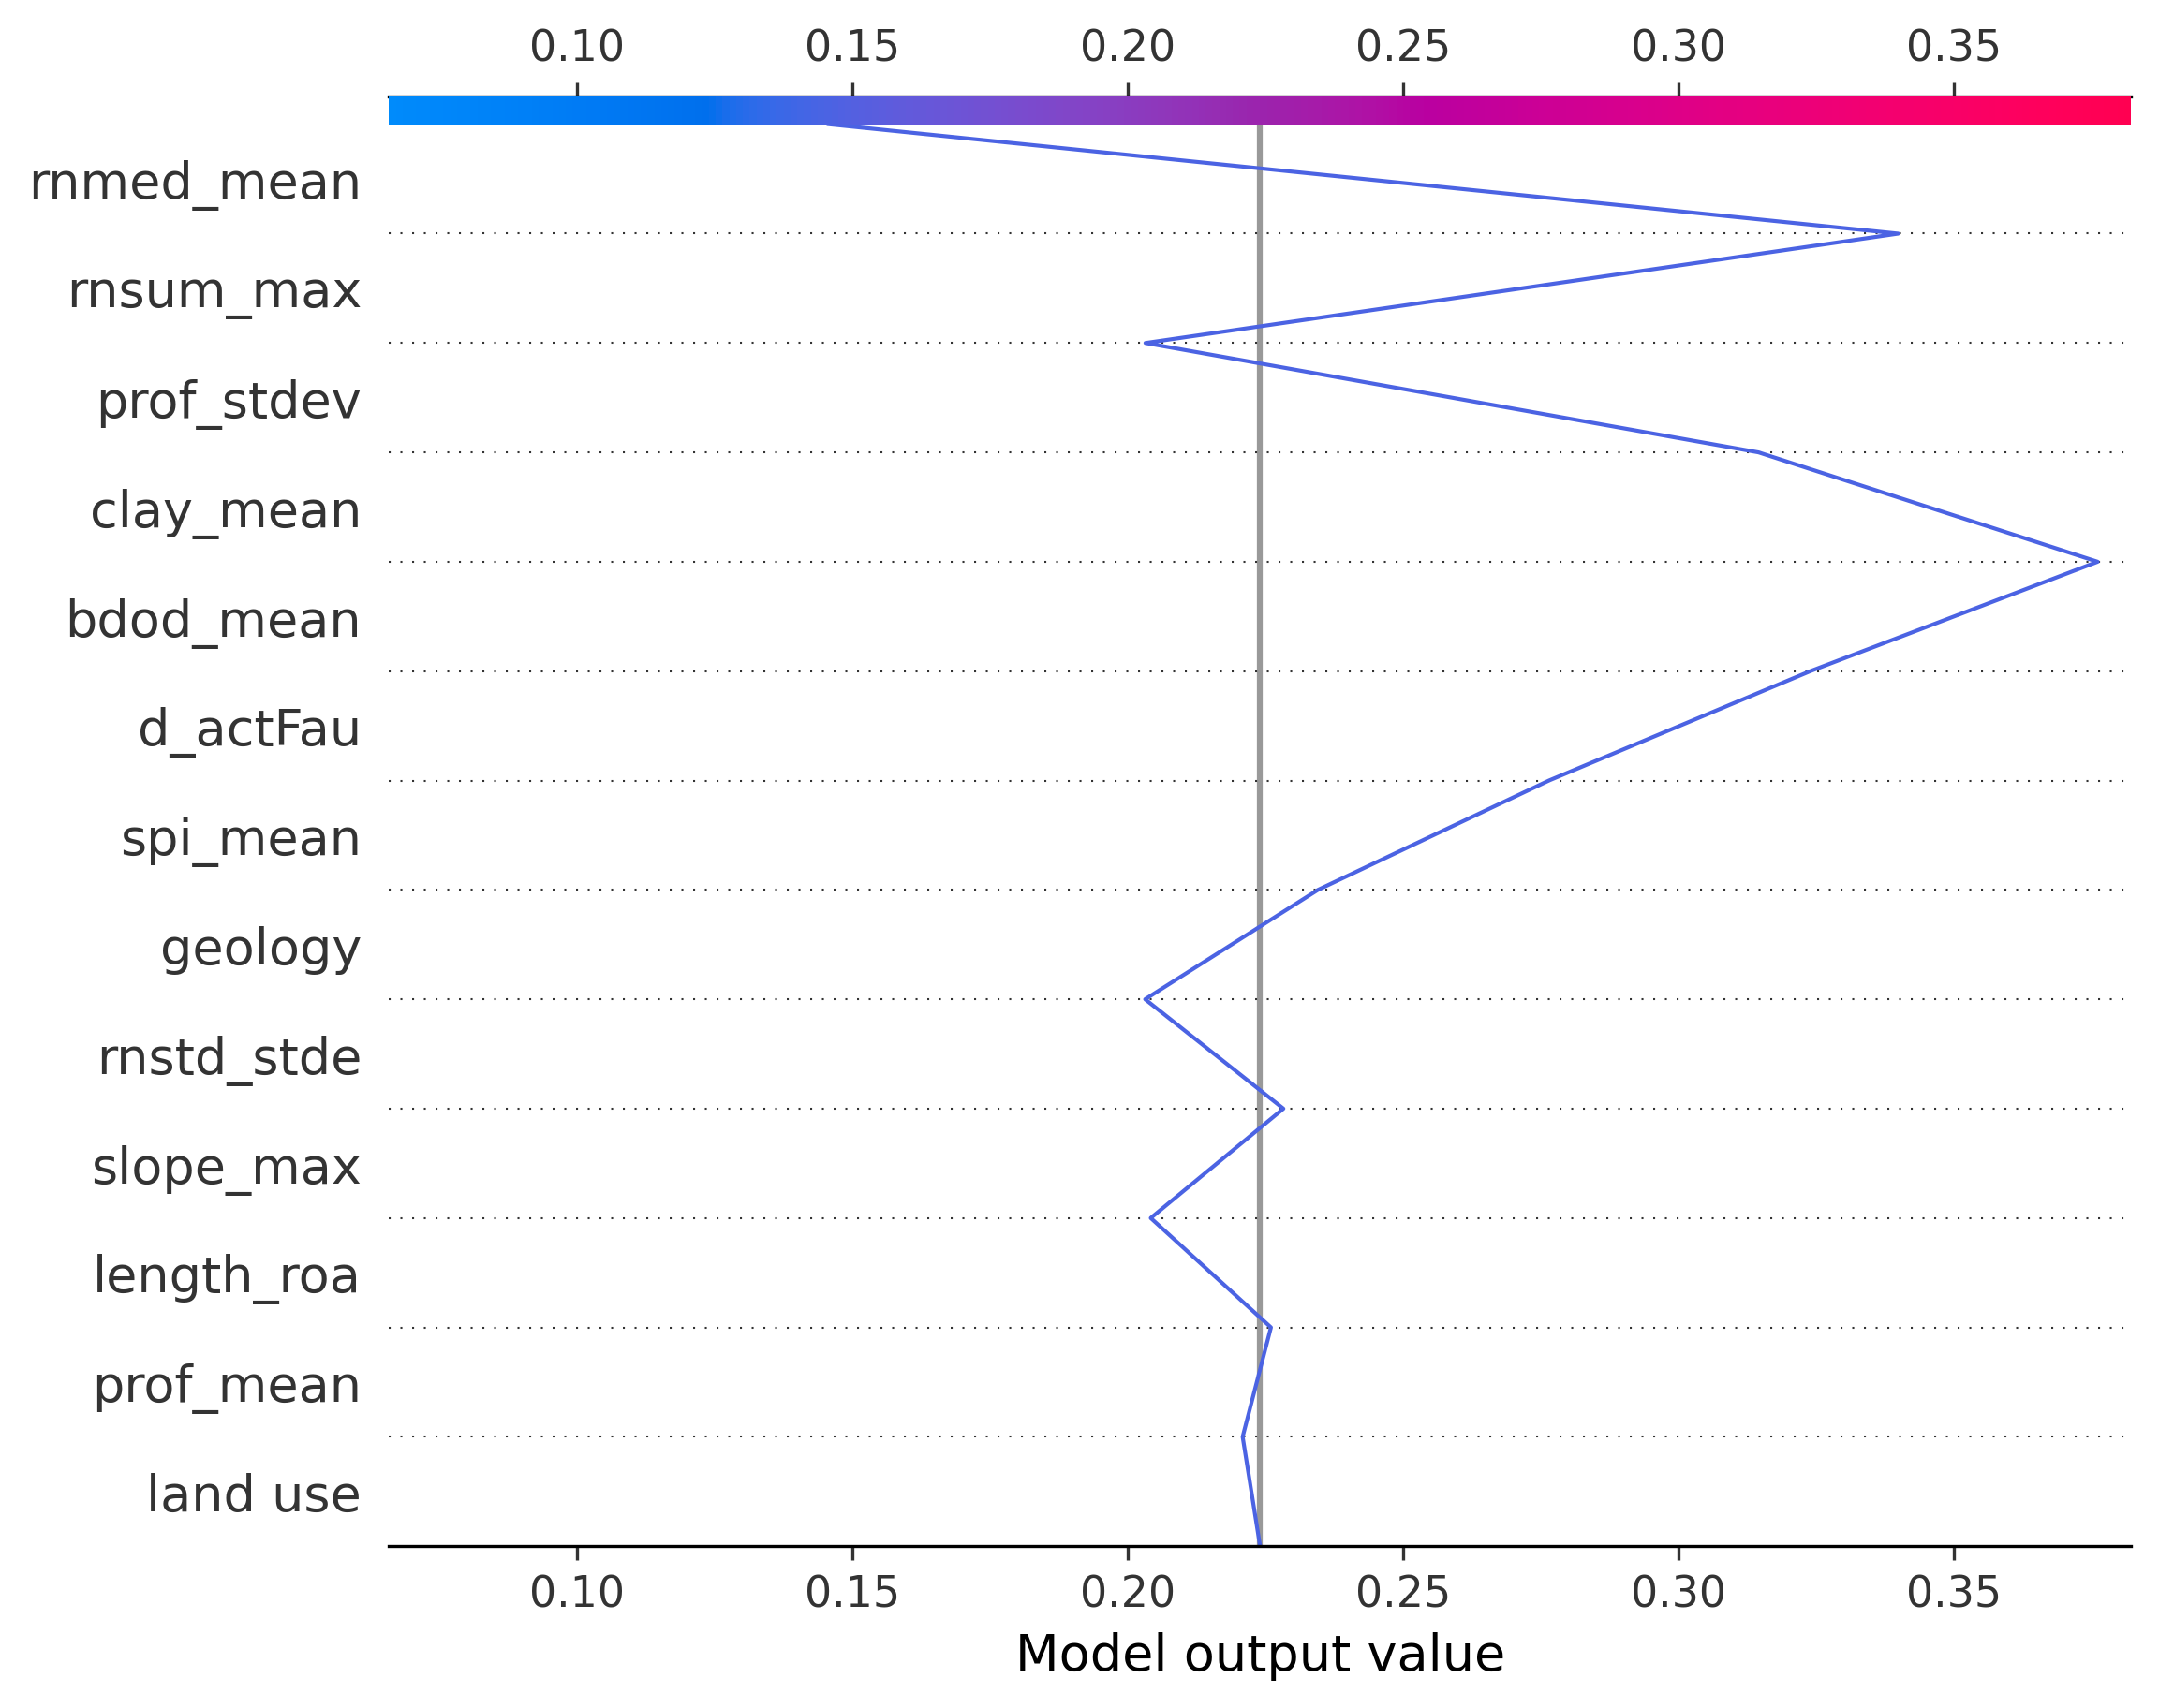 0.10 0.15 0.20 0.25 0.30 0.35
rnmed_mean
rnsum_max
prof_stdev
clay_mean
bdod_mean
d_actFau
spi_mean
geology
rnstd_stde
slope_max
length_roa
prof_mean
land use
0.10 0.15 0.20 0.25 0.30 0.35
Model output value